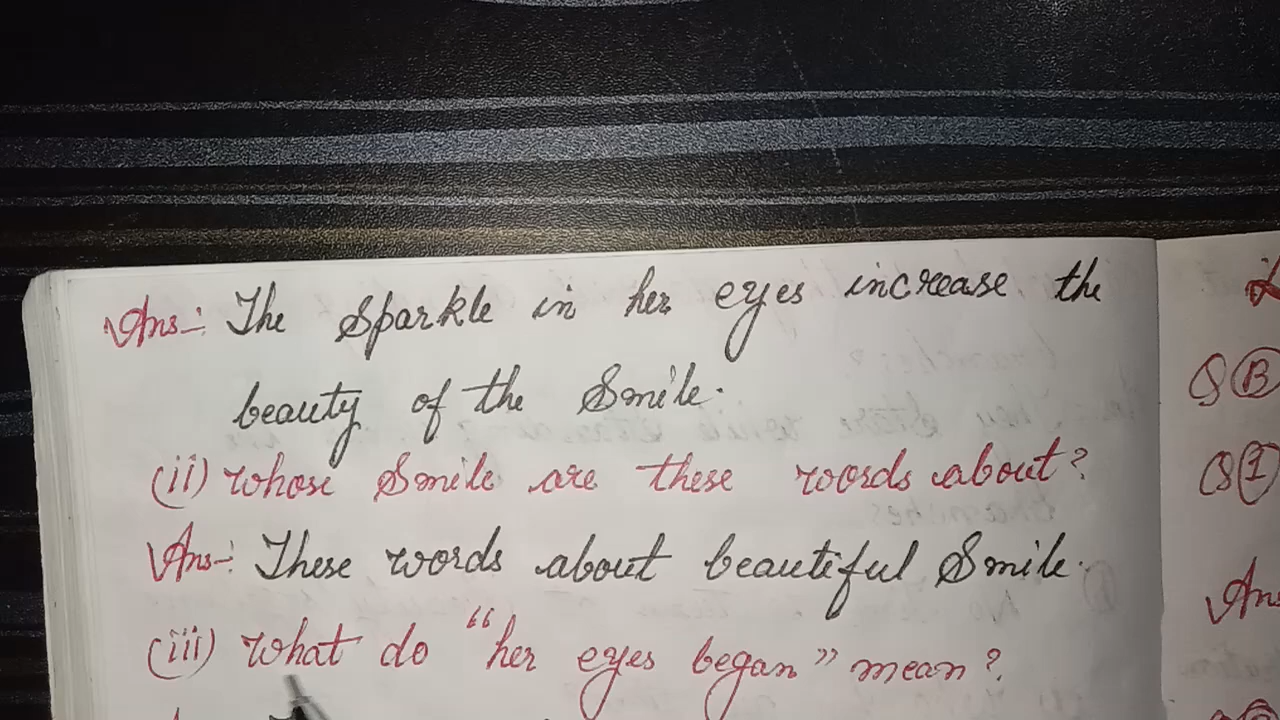 Ans:- The Sparkle in her eyes increase the
beauty of the Smile.
(ii) Whose Smile are these words about?
Ans:- These words about beautiful Smile.
(iii) What do "her eyes began" mean?
Q B
Q I
Ans